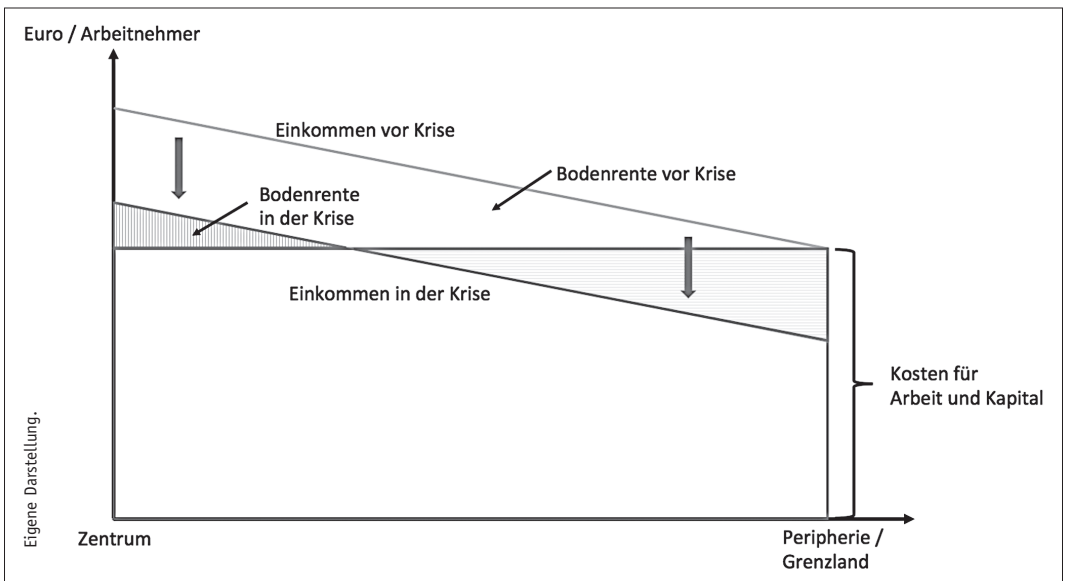 Euro / Arbeitnehmer
Einkommen vor Krise
Bodenrente vor Krise
Bodenrente
in der Krise
Einkommen in der Krise
Kosten für
Arbeit und Kapital
Eigene Darstellung.
Zentrum
Peripherie /
Grenzland